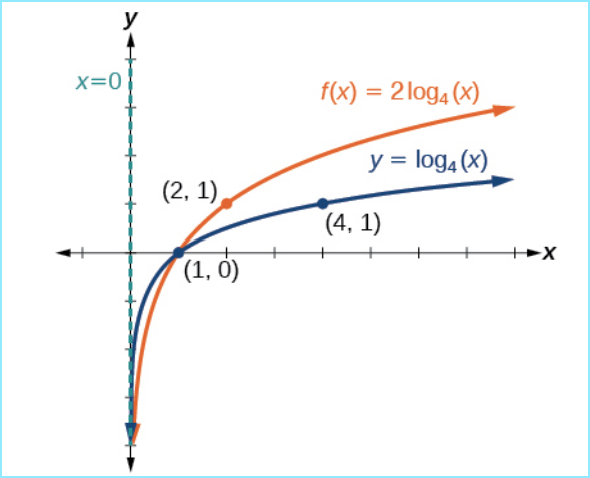 y
x=0
f(x) = 2log₄(x)
y = log₄(x)
(2, 1)
(4, 1)
x
(1, 0)